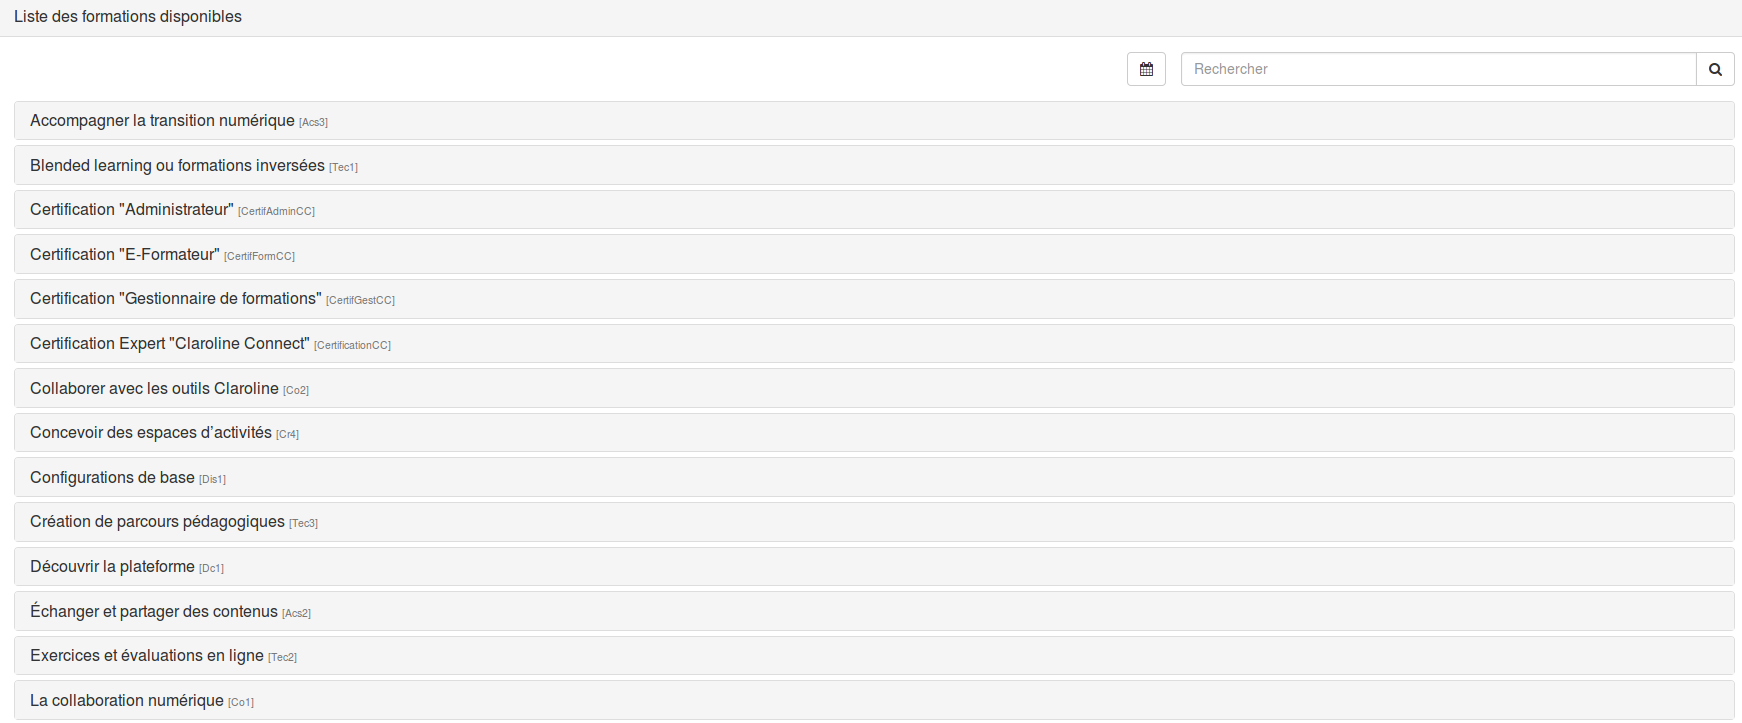 Liste des formations disponibles
Rechercher
Accompagner la transition numérique [Acs3]
Blended learning ou formations inversées [Tec1]
Certification "Administrateur" [CertifAdminCC]
Certification "E-Formateur" [CertifFormCC]
Certification "Gestionnaire de formations" [CertifGestCC]
Certification Expert "Claroline Connect" [CertificationCC]
Collaborer avec les outils Claroline [Co2]
Concevoir des espaces d’activités [Cr4]
Configurations de base [Dis1]
Création de parcours pédagogiques [Tec3]
Découvrir la plateforme [Dc1]
Échanger et partager des contenus [Acs2]
Exercices et évaluations en ligne [Tec2]
La collaboration numérique [Co1]